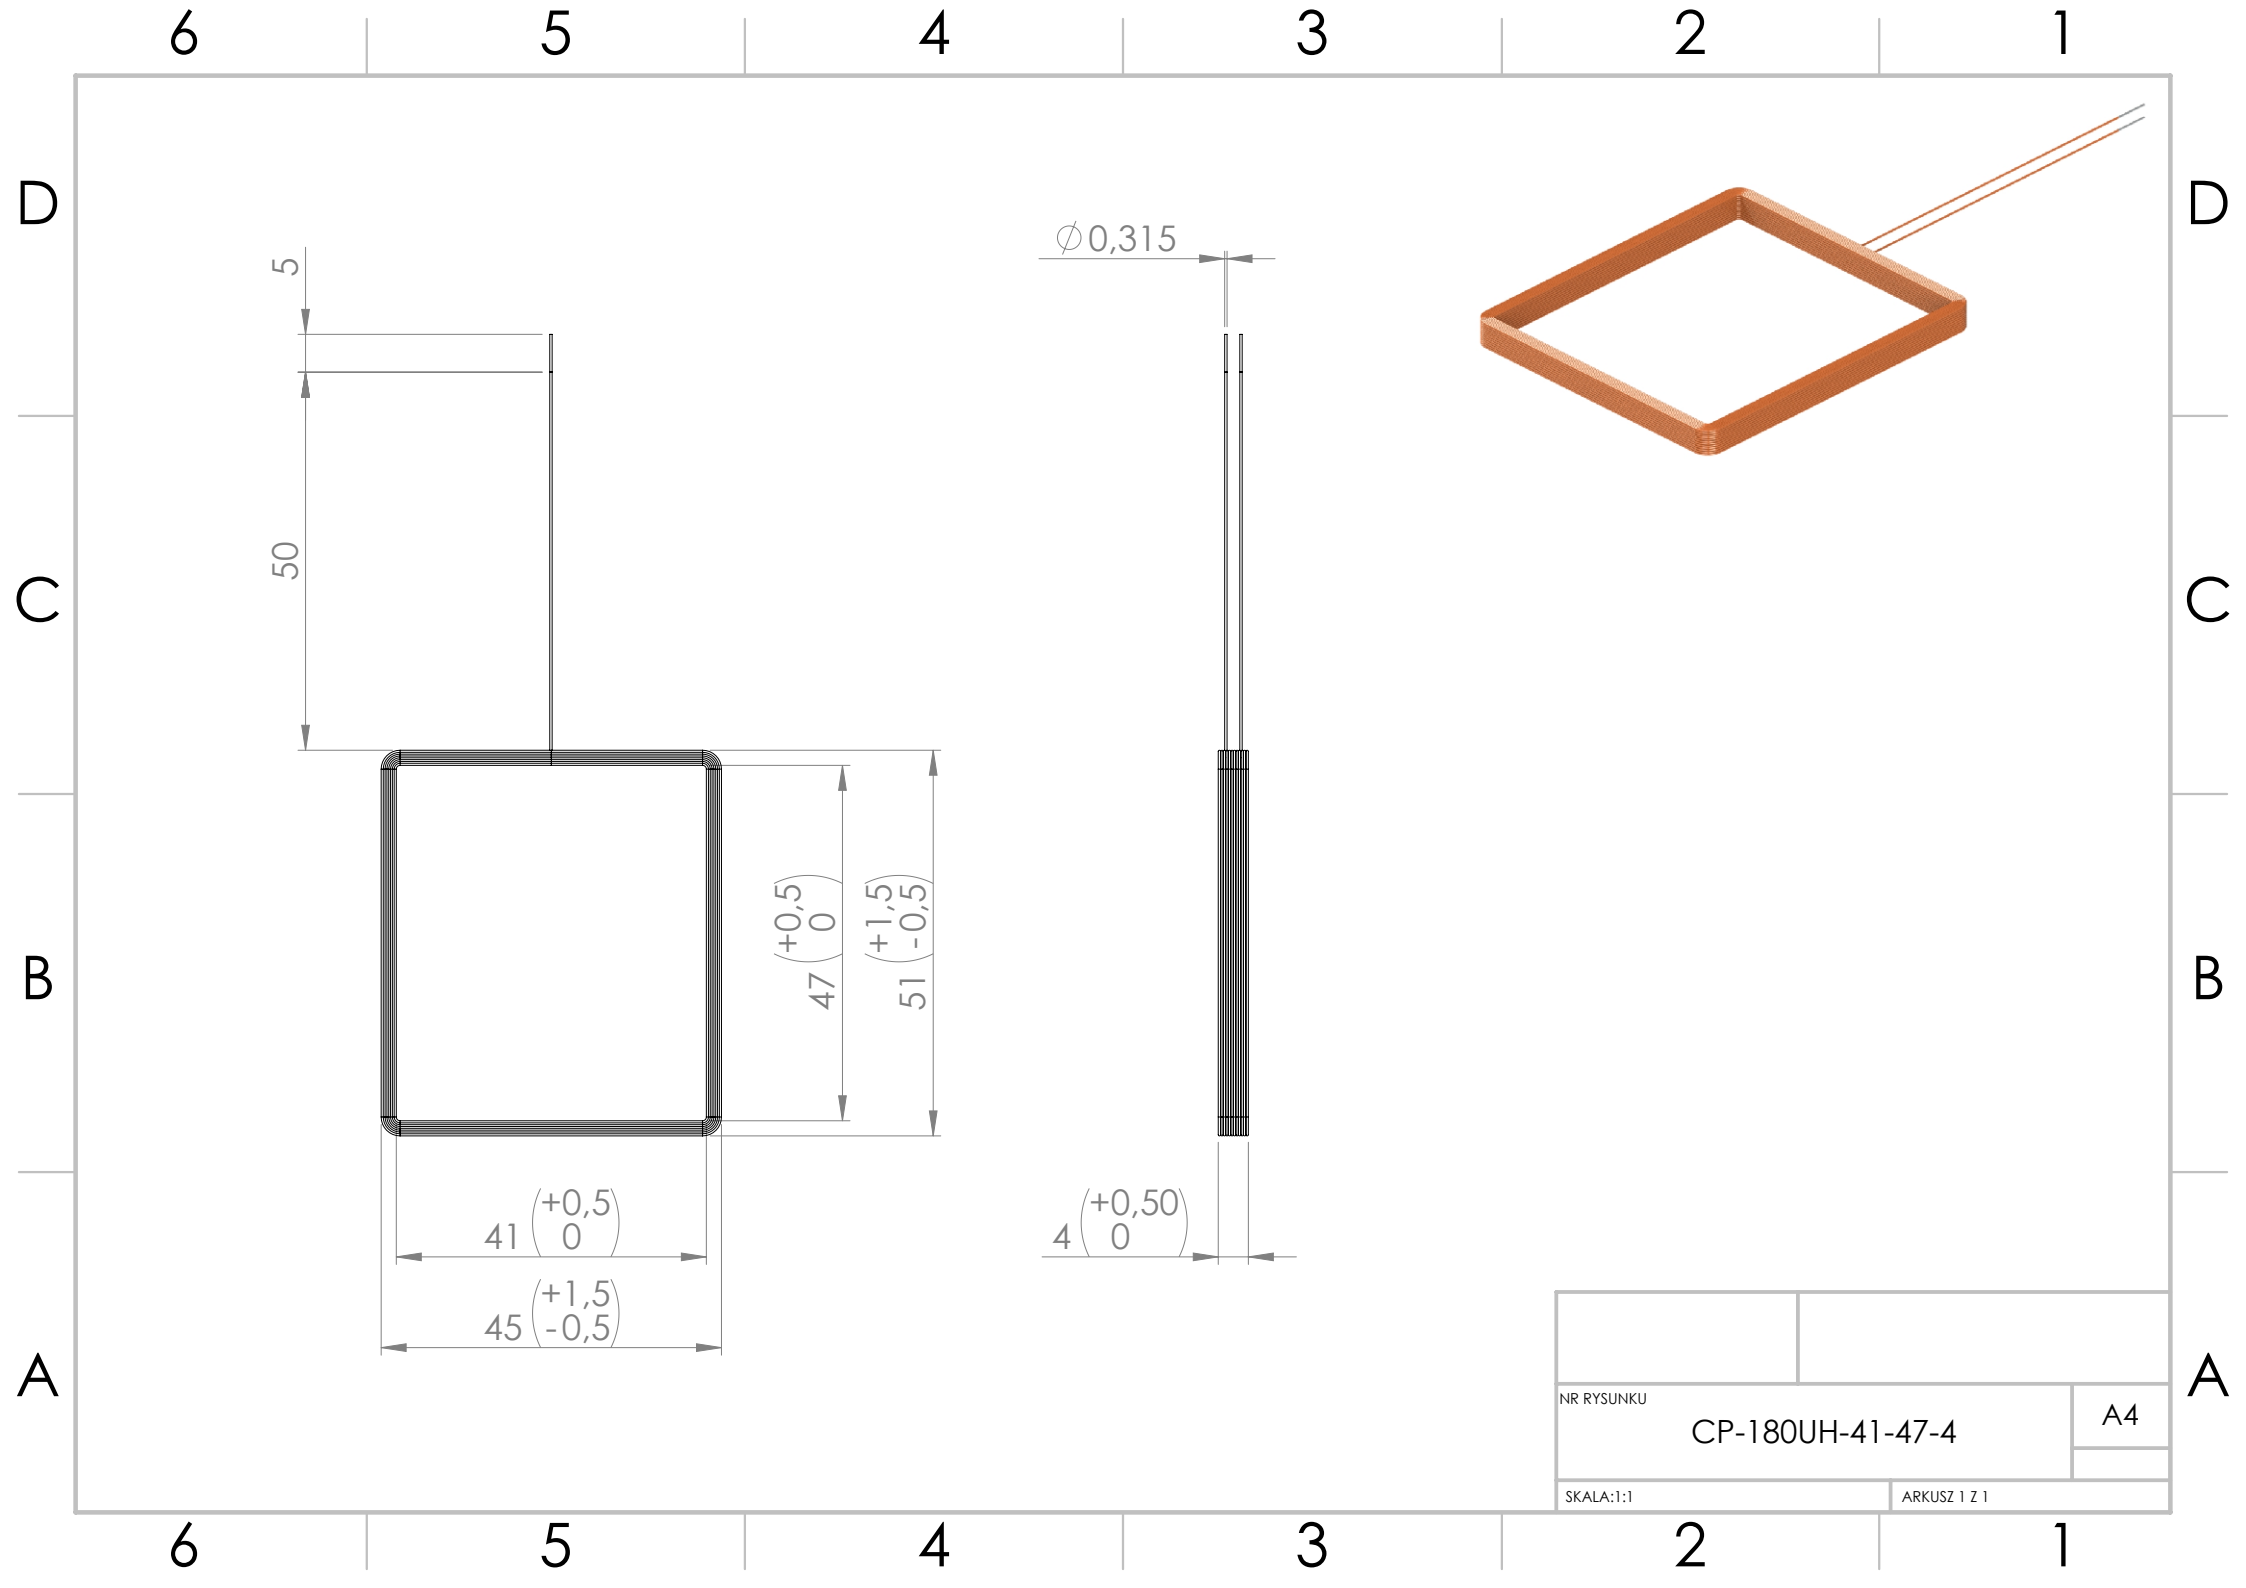 6 5 4 3 2 1
D D
Ø0,315
5
C C
50
B B
47 (+0,5 0)
51 (+1,5 -0,5)
41 (+0,5 0)
4 (+0,50 0)
45 (+1,5 -0,5)
A A
NR RYSUNKU
CP-180UH-41-47-4
A4
SKALA:1:1
ARKUSZ 1 Z 1
6 5 4 3 2 1